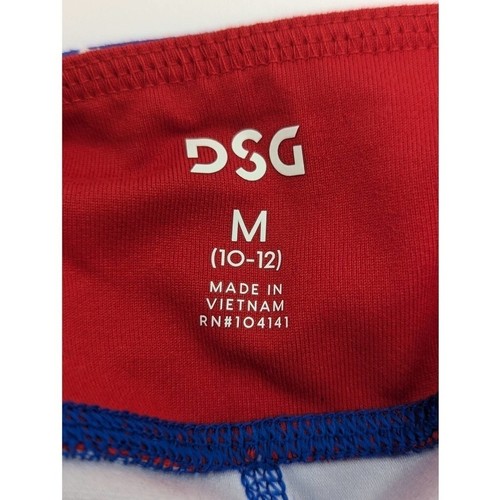 DSG
M
(10-12)
MADE IN
VIETNAM
RN#104141